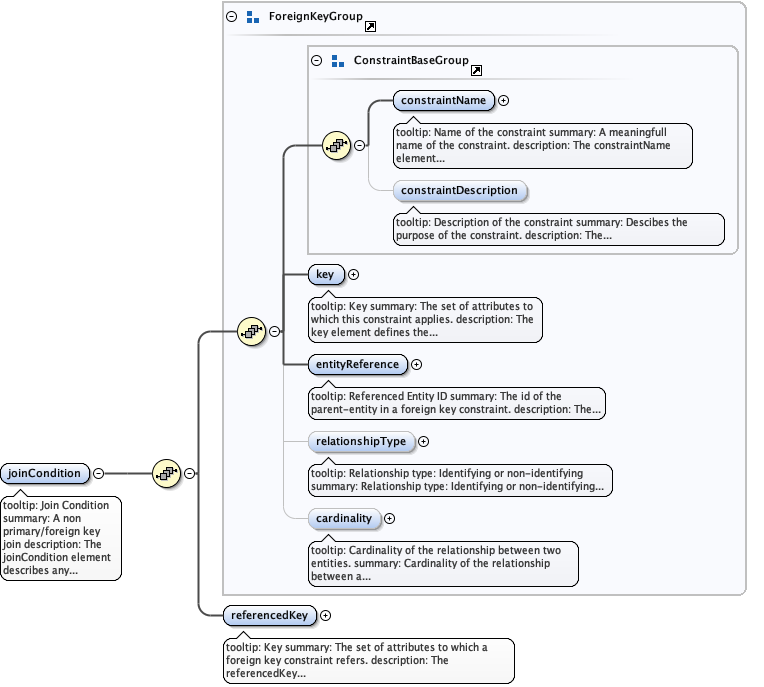 ForeignKeyGroup
ConstraintBaseGroup
constraintName
tooltip: Name of the constraint summary: A meaningfull
name of the constraint. description: The constraintName
element...
constraintDescription
tooltip: Description of the constraint summary: Descibes the
purpose of the constraint. description: The...
key
tooltip: Key summary: The set of attributes to
which this constraint applies. description: The
key element defines the...
entityReference
tooltip: Referenced Entity ID summary: The id of the
parent-entity in a foreign key constraint. description: The...
relationshipType
tooltip: Relationship type: Identifying or non-identifying
summary: Relationship type: Identifying or non-identifying...
joinCondition
tooltip: Join Condition
summary: A non
primary/foreign key
join description: The
joinCondition element
describes any...
cardinality
tooltip: Cardinality of the relationship between two
entities. summary: Cardinality of the relationship
between a...
referencedKey
tooltip: Key summary: The set of attributes to which a
foreign key constraint refers. description: The
referencedKey...